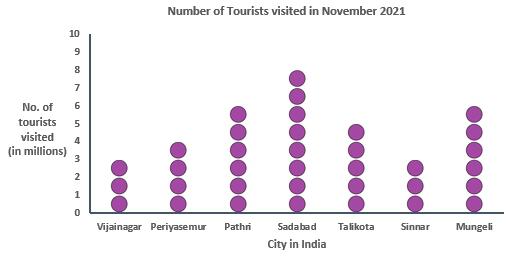 Number of Tourists visited in November 2021
10
9
8
7
6
5
4
3
2
1
0
No. of
tourists
visited
(in millions)
Vijainagar Periyasemur Pathri Sadabad Talikota Sinnar Mungeli
City in India